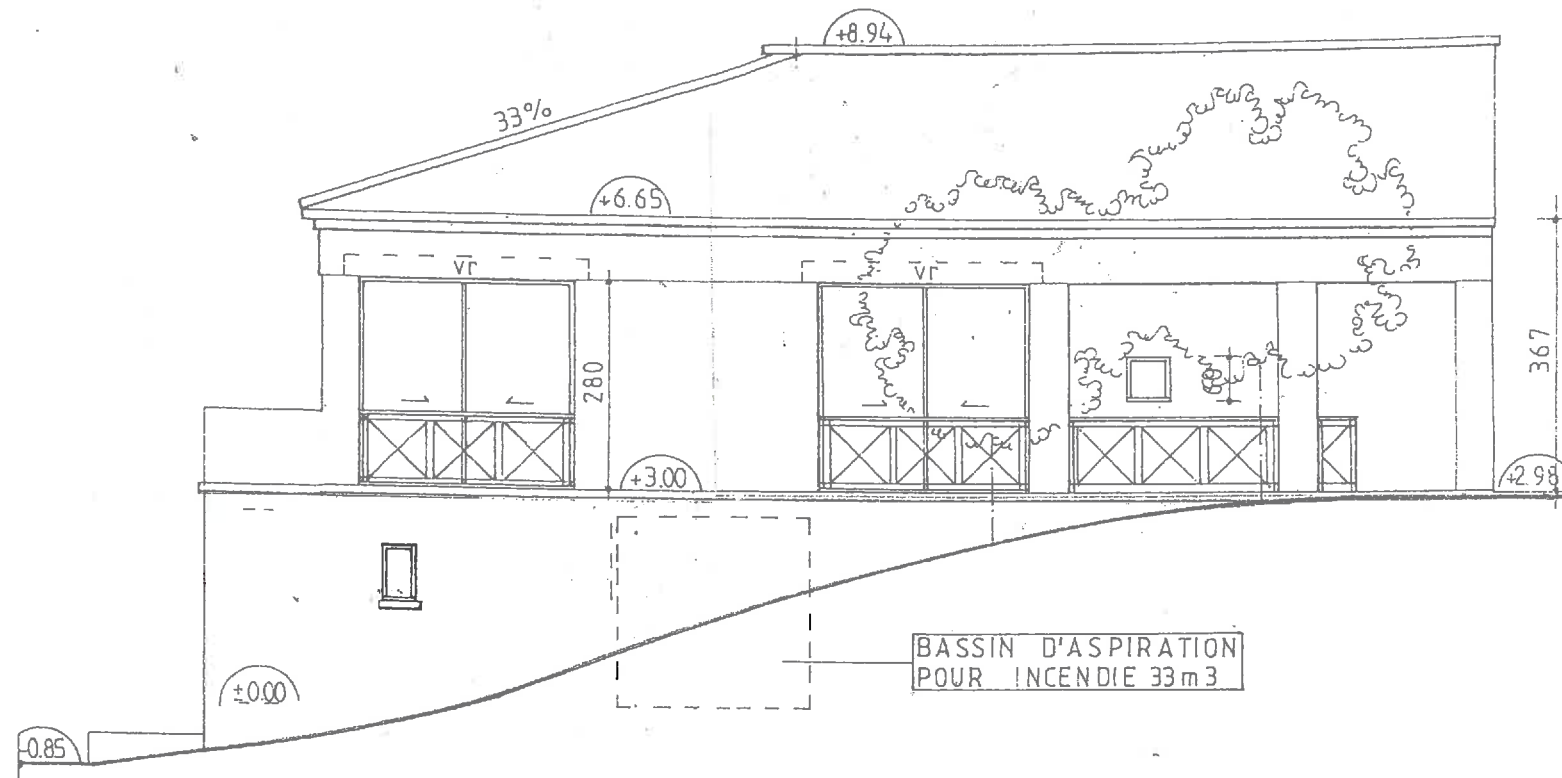 +8.94
33%
+6.65
vr
vr
280
367
+3.00
+2.98
BASSIN D'ASPIRATION
POUR INCENDIE 33m3
±0.00
-0.85